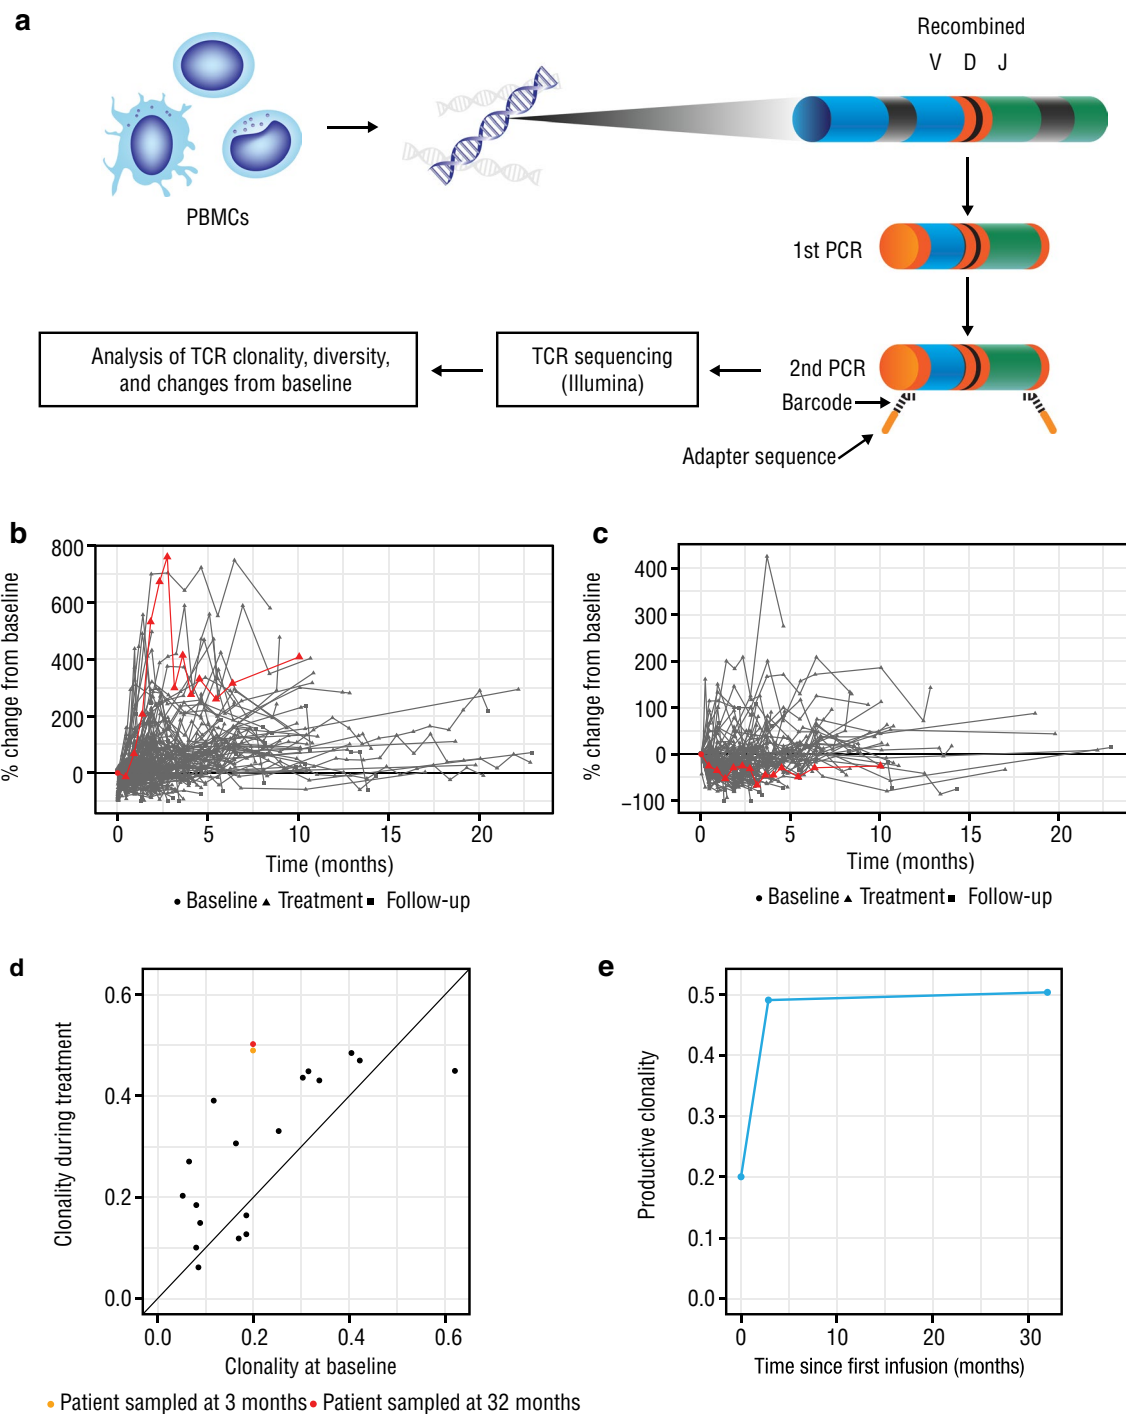 a
Recombined
V D J
PBMCs
1st PCR
2nd PCR
Barcode
Adapter sequence
TCR sequencing
(Illumina)
Analysis of TCR clonality, diversity,
and changes from baseline
b
% change from baseline
800
600
400
200
0
0 5 10 15 20
Time (months)
Baseline Treatment Follow-up
c
% change from baseline
400
300
200
100
0
−100
0 5 10 15 20
Time (months)
Baseline Treatment Follow-up
d
Clonality during treatment
0.6
0.4
0.2
0.0
0.0 0.2 0.4 0.6
Clonality at baseline
Patient sampled at 3 months Patient sampled at 32 months
e
Productive clonality
0.5
0.4
0.3
0.2
0.1
0.0
0 10 20 30
Time since first infusion (months)